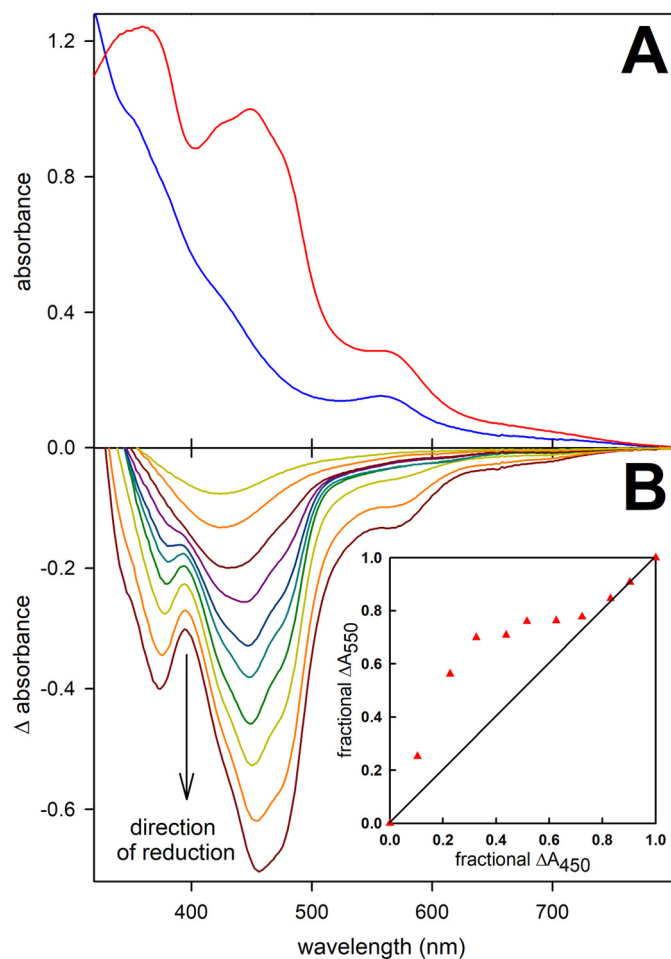 A
1.2
0.8
0.4
0.0
absorbance
B
-0.2
-0.4
-0.6
Δ absorbance
direction
of reduction
1.0
0.8
0.6
0.4
0.2
0.0
fractional ΔA550
0.0 0.2 0.4 0.6 0.8 1.0
fractional ΔA450
400 500 600 700
wavelength (nm)